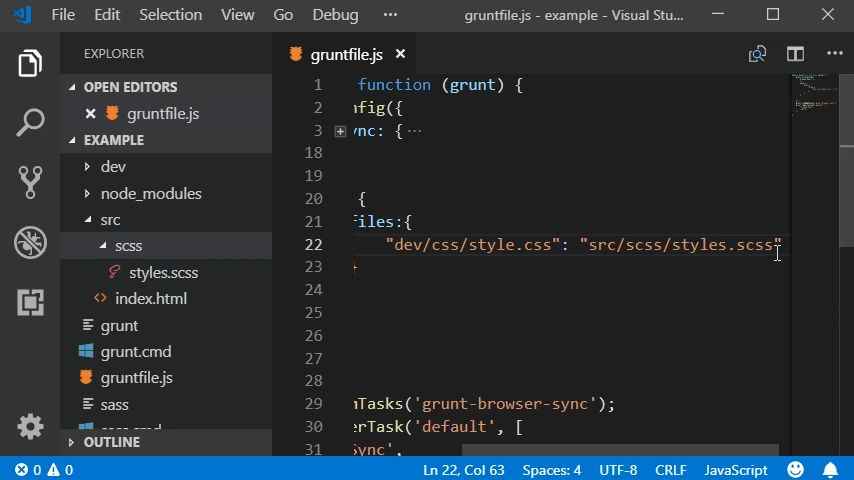 File Edit Selection View Go Debug ··· gruntfile.js - example - Visual Stu...
EXPLORER
OPEN EDITORS
gruntfile.js
EXAMPLE
dev
node_modules
src
scss
styles.scss
index.html
grunt
grunt.cmd
gruntfile.js
sass
OUTLINE
gruntfile.js
1 function (grunt) {
2 nfig({
3 ync: {···
18
19
20 {
21 Files:{
22 "dev/css/style.css": "src/scss/styles.scss"
23 }
24
25
26
27
28
29 nTasks('grunt-browser-sync');
30 erTask('default', [
31 Sync',
0 0 Ln 22, Col 63 Spaces: 4 UTF-8 CRLF JavaScript